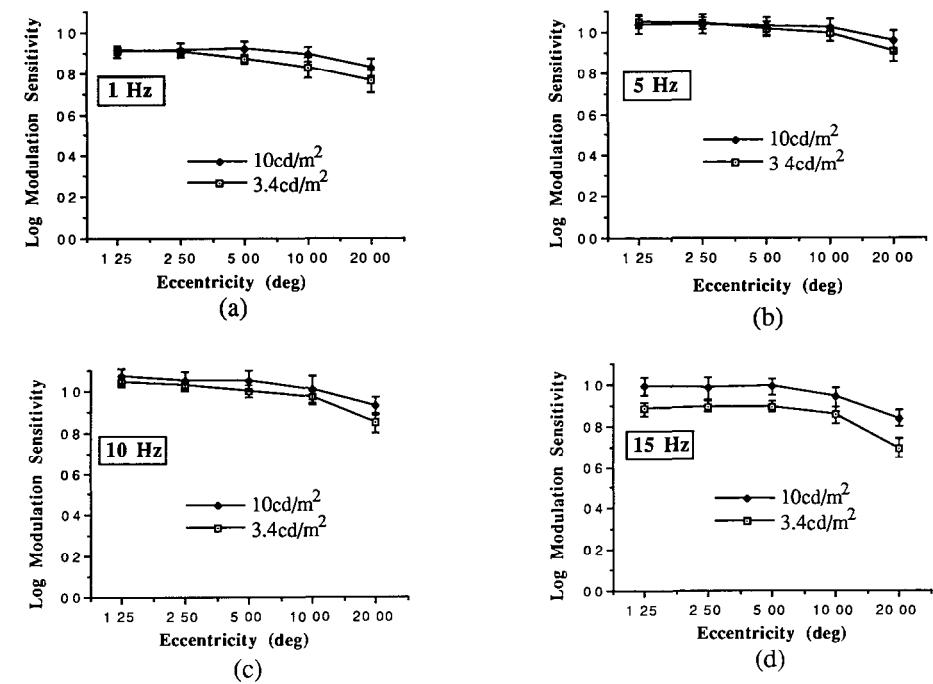 Log Modulation Sensitivity
1.0
0.8
0 6
0 4
0 2
0 0
1 Hz
10cd/m2
3.4cd/m2
1 25 2 50 5 00 10 00 20 00
Eccentricity (deg)
(a)
Log Modulation Sensitivity
1.0
0.8
0 6
0.4
0 2
0 0
5 Hz
10cd/m2
3 4cd/m2
1 25 2 50 5 00 10 00 20 00
Eccentricity (deg)
(b)
Log Modulation Sensitivity
1.0
0.8
0 6
0 4
0 2
0 0
10 Hz
10cd/m2
3.4cd/m2
1 25 2 50 5 00 10 00 20 00
Eccentricity (deg)
(c)
Log Modulation Sensitivity
1.0
0.8
0 6
0 4
0 2
0 0
15 Hz
10cd/m2
3.4cd/m2
1 25 2 50 5 00 10 00 20 00
Eccentricity (deg)
(d)